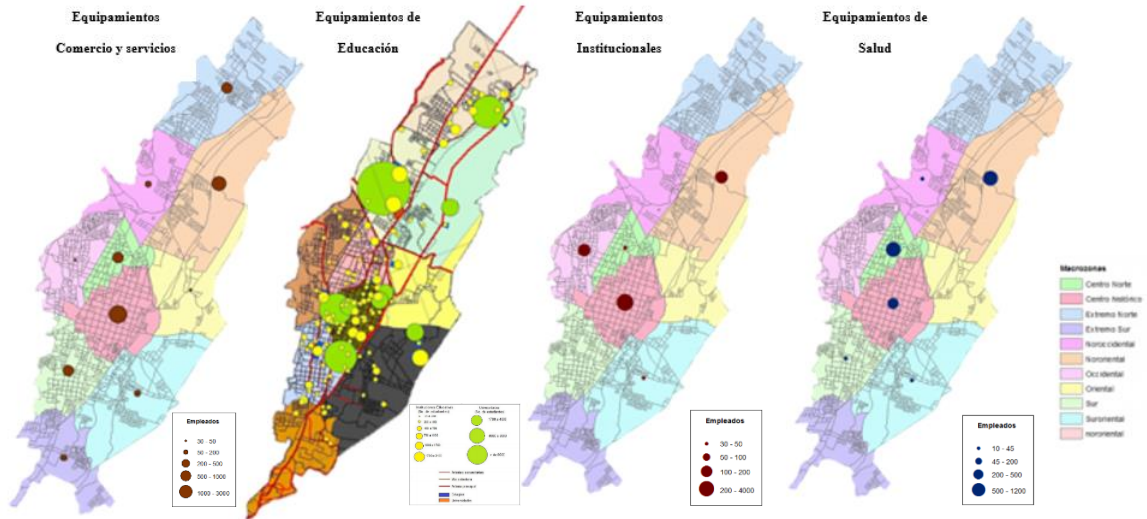 Equipamientos
Comercio y servicios
Equipamientos de
Educación
Equipamientos
Institucionales
Equipamientos de
Salud
Empleados
30 - 50
50 - 200
200 - 500
500 - 1000
1000 - 3000
Empleados
30 - 50
50 - 100
100 - 200
200 - 4000
Empleados
10 - 45
45 - 200
200 - 500
500 - 1200
Macrozonas
Centro Norte
Centro histórico
Extremo Norte
Extremo Sur
Noroccidental
Nororiental
Occidental
Oriental
Sur
Suroriental
nororiental